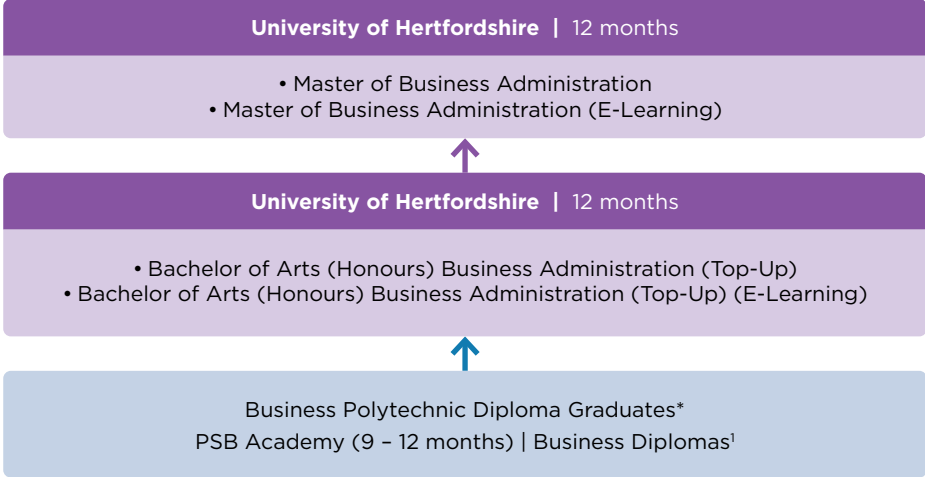 University of Hertfordshire | 12 months
• Master of Business Administration
• Master of Business Administration (E-Learning)
University of Hertfordshire | 12 months
• Bachelor of Arts (Honours) Business Administration (Top-Up)
• Bachelor of Arts (Honours) Business Administration (Top-Up) (E-Learning)
Business Polytechnic Diploma Graduates*
PSB Academy (9 – 12 months) | Business Diplomas¹